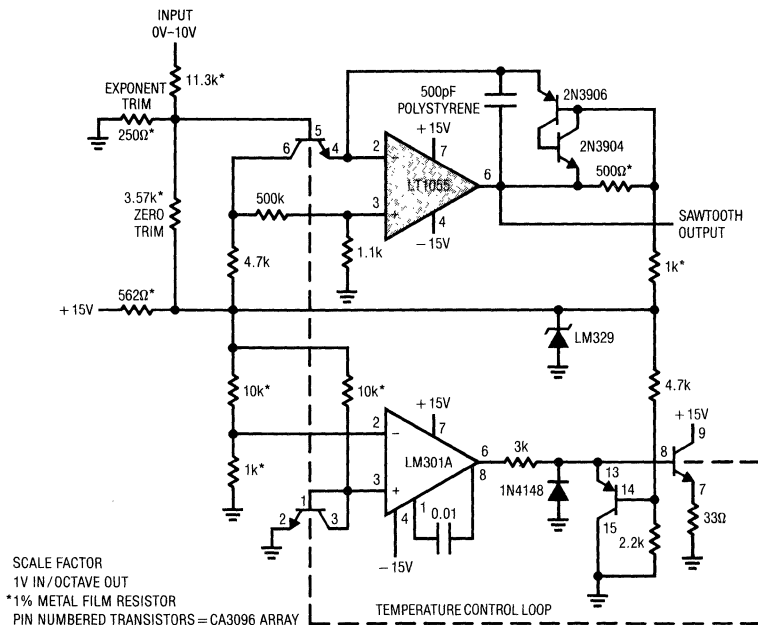 INPUT
0V–10V
11.3k*
EXPONENT
TRIM
250Ω*
3.57k*
ZERO
TRIM
562Ω*
+15V
5
6
4
500k
4.7k
1.1k
500pF
POLYSTYRENE
+15V
7
2
–
LT1055
3
+
6
4
–15V
2N3906
2N3904
500Ω*
SAWTOOTH
OUTPUT
1k*
LM329
4.7k
10k*
10k*
1k*
+15V
7
2
–
LM301A
6
8
3
+
4
1
0.01
–15V
1
2
3
3k
1N4148
13
14
15
2.2k
+15V
9
8
7
33Ω
SCALE FACTOR
1V IN/OCTAVE OUT
*1% METAL FILM RESISTOR
PIN NUMBERED TRANSISTORS = CA3096 ARRAY
TEMPERATURE CONTROL LOOP